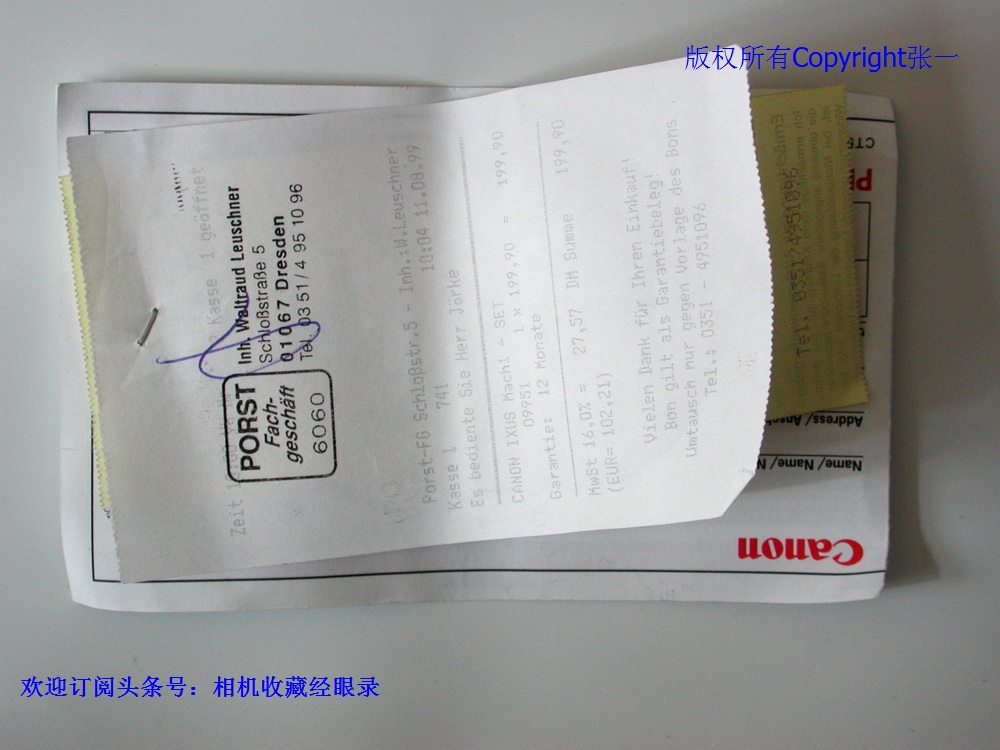 版权所有Copyright张一
Kasse 1 geöffnet
Zeit
PORST
Fach-
geschäft
6060
Inh. Waltraud Leuschner
Schloßstraße 5
01067 Dresden
Tel. 03 51 / 4 95 10 96
Porst-FG Schloßstr.5 - Inh.:W.Leuschner
Kasse 1 741 10:04 11.08.99
Es bediente Sie Herr Jörke
CANON IXUS Mach1 - SET
09951 1 x 199,90 = 199,90
Garantie: 12 Monate
MwSt 16,0% = 27,57 DM Summe 199,90
(EUR= 102,21)
Vielen Dank für Ihren Einkauf!
Bon gilt als Garantiebeleg!
Umtausch nur gegen Vorlage des Bons
Tel.: 0351 - 4951096
Tel. 0351/4951096
Canon
Name/Name/N
Address/
欢迎订阅头条号：相机收藏经眼录